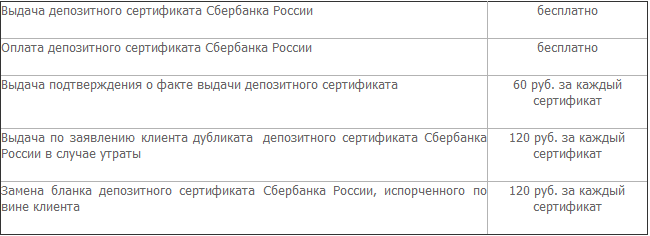 Выдача депозитного сертификата Сбербанка России
бесплатно
Оплата депозитного сертификата Сбербанка России
бесплатно
Выдача подтверждения о факте выдачи депозитного сертификата
60 руб. за каждый
сертификат
Выдача по заявлению клиента дубликата депозитного сертификата Сбербанка
России в случае утраты
120 руб. за каждый
сертификат
Замена бланка депозитного сертификата Сбербанка России, испорченного по
вине клиента
120 руб. за каждый
сертификат